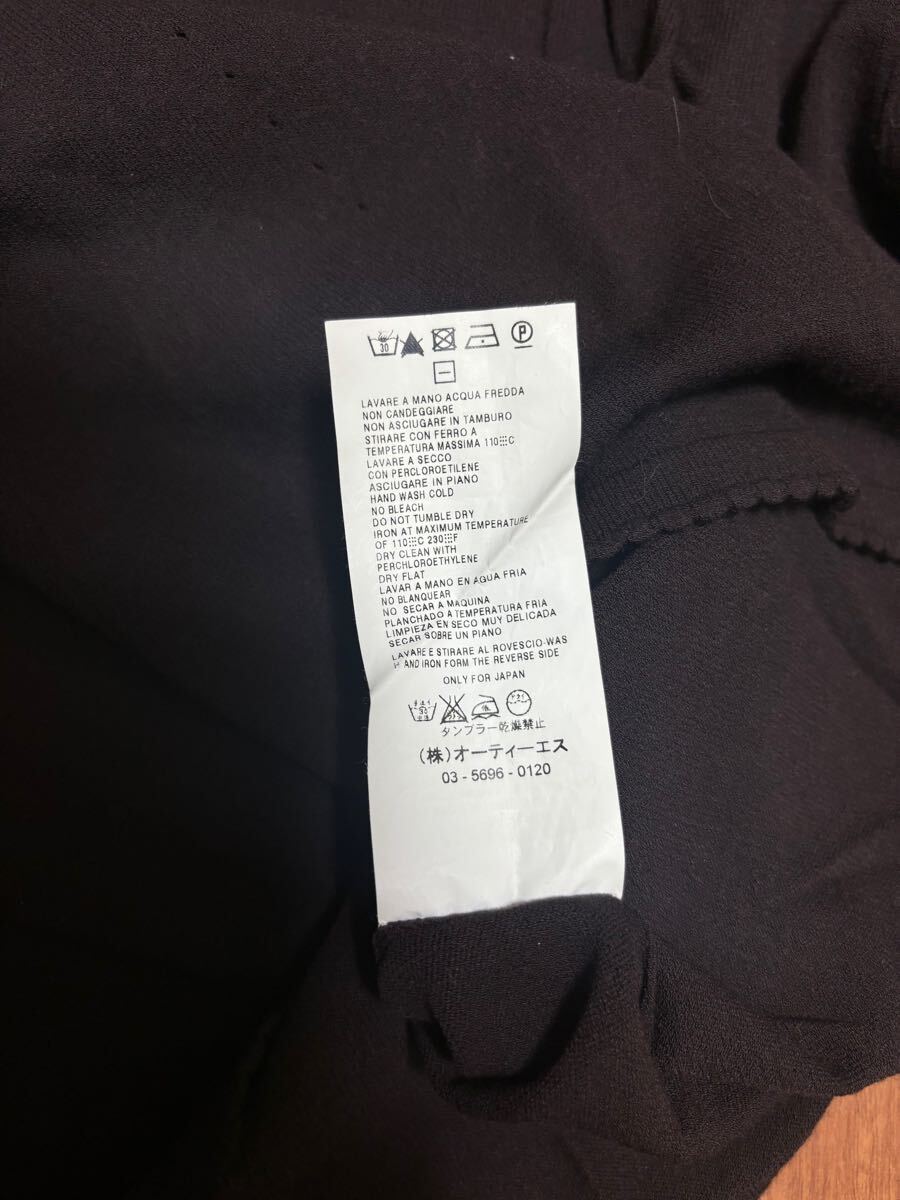 30
P
LAVARE A MANO ACQUA FREDDA
NON CANDEGGIARE
NON ASCIUGARE IN TAMBURO
STIRARE CON FERRO A
TEMPERATURA MASSIMA 110 C
LAVARE A SECCO
CON PERCLOROETILENE
ASCIUGARE IN PIANO
HAND WASH COLD
NO BLEACH
DO NOT TUMBLE DRY
IRON AT MAXIMUM TEMPERATURE
OF 110 C 230 F
DRY CLEAN WITH
PERCHLOROETHYLENE
DRY FLAT
LAVAR A MANO EN AGUA FRIA
NO BLANQUEAR
NO SECAR A MAQUINA
PLANCHADO A TEMPERATURA FRIA
LIMPIEZA EN SECO MUY DELICADA
SECAR SOBRE UN PIANO
LAVARE E STIRARE AL ROVESCIO-WAS
H AND IRON FORM THE REVERSE SIDE
ONLY FOR JAPAN
タンブラー乾燥禁止
(株)オーティーエス
03 - 5696 - 0120